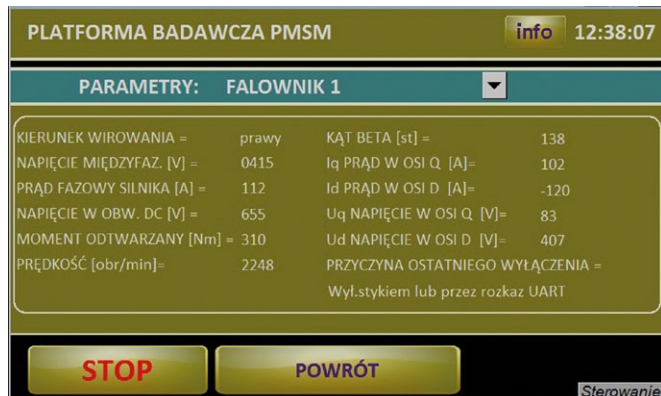 PLATFORMA BADAWCZA PMSM info 12:38:07
PARAMETRY: FALOWNIK 1
KIERUNEK WIROWANIA = prawy KĄT BETA [st] = 138
NAPIĘCIE MIĘDZYFAZ. [V] = 0415 Iq PRĄD W OSI Q [A]= 102
PRĄD FAZOWY SILNIKA [A] = 112 Id PRĄD W OSI D [A]= -120
NAPIĘCIE W OBW. DC [V] = 655 Uq NAPIĘCIE W OSI Q [V]= 83
MOMENT ODTWARZANY [Nm] = 310 Ud NAPIĘCIE W OSI D [V]= 407
PRĘDKOŚĆ [obr/min]= 2248 PRZYCZYNA OSTATNIEGO WYŁĄCZENIA =
Wył.stykiem lub przez rozkaz UART
STOP POWRÓT
Sterowanie